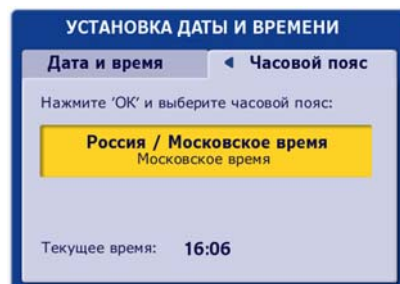 УСТАНОВКА ДАТЫ И ВРЕМЕНИ
Дата и время
Часовой пояс
Нажмите 'ОК' и выберите часовой пояс:
Россия / Московское время
Московское время
Текущее время: 16:06